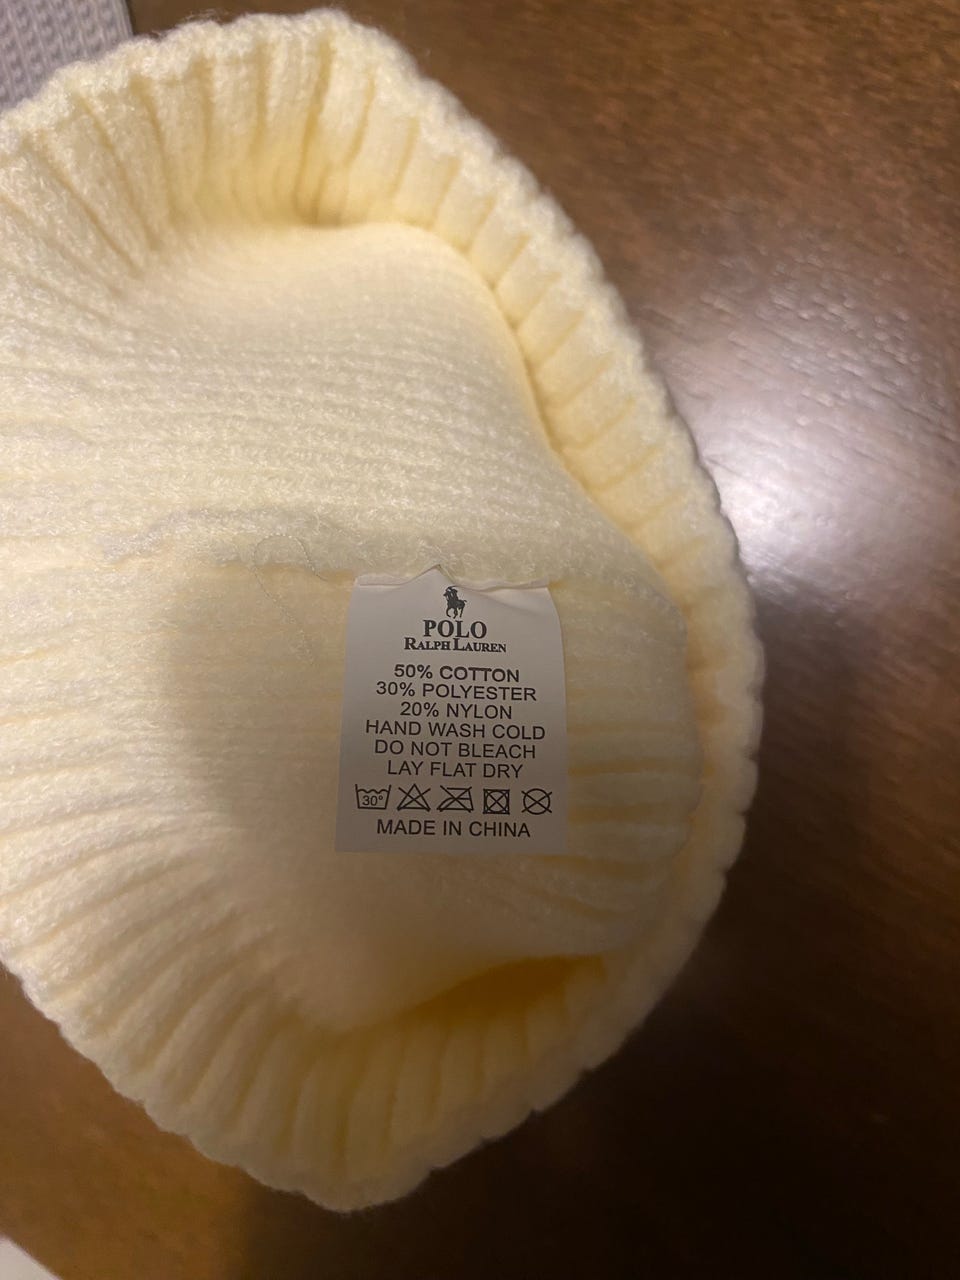 POLO
RALPH LAUREN
50% COTTON
30% POLYESTER
20% NYLON
HAND WASH COLD
DO NOT BLEACH
LAY FLAT DRY
30°
MADE IN CHINA